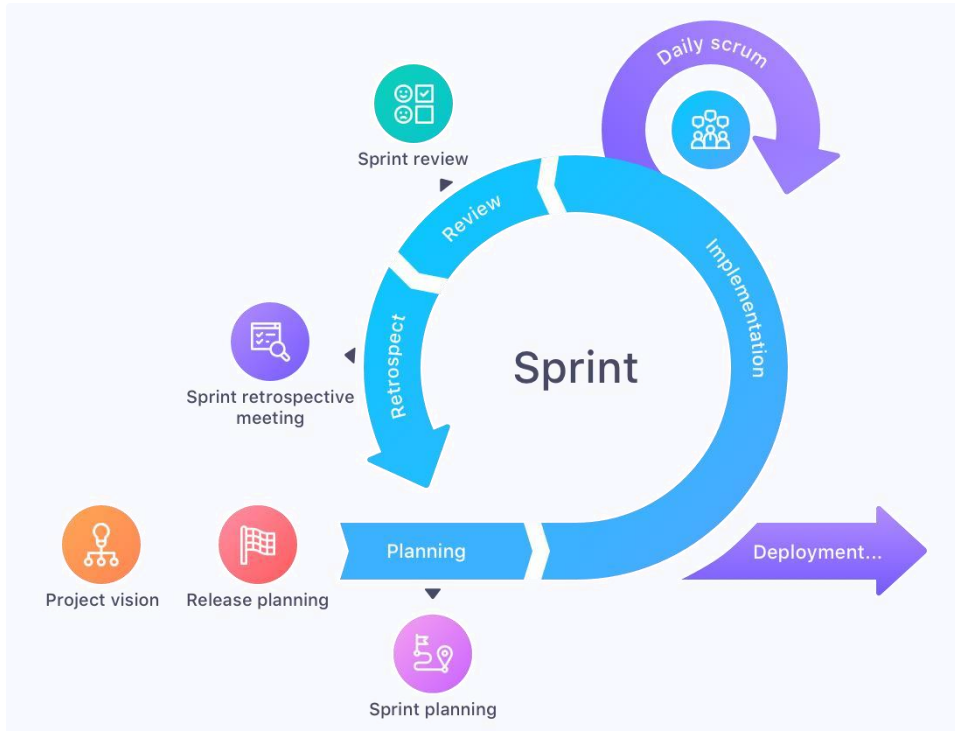 Daily scrum
Sprint review
Review
Implementation
Retrospect
Sprint
Sprint retrospective
meeting
Planning
Deployment...
Project vision
Release planning
Sprint planning